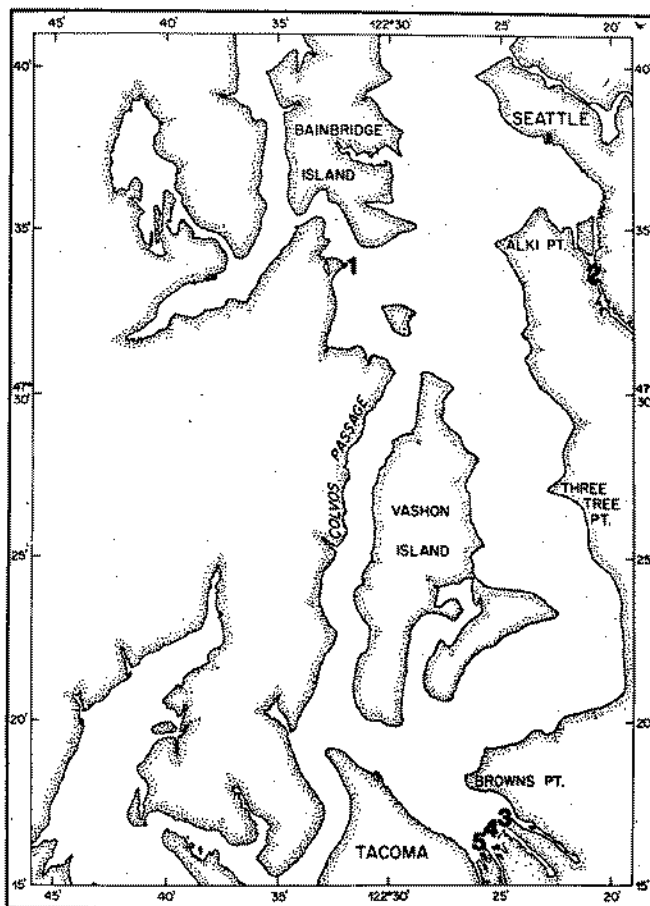 45' 40' 35' 122°30' 25' 20'
40' 40'
BAINBRIDGE
ISLAND
SEATTLE
35' 35'
ALKI PT.
1
2
47°
30'
47°
30'
COLVOS PASSAGE
THREE
TREE
PT.
VASHON
ISLAND
25' 25'
20' 20'
BROWNS PT.
5 4 3
TACOMA
15' 15'
45' 40' 35' 122°30' 25' 20'